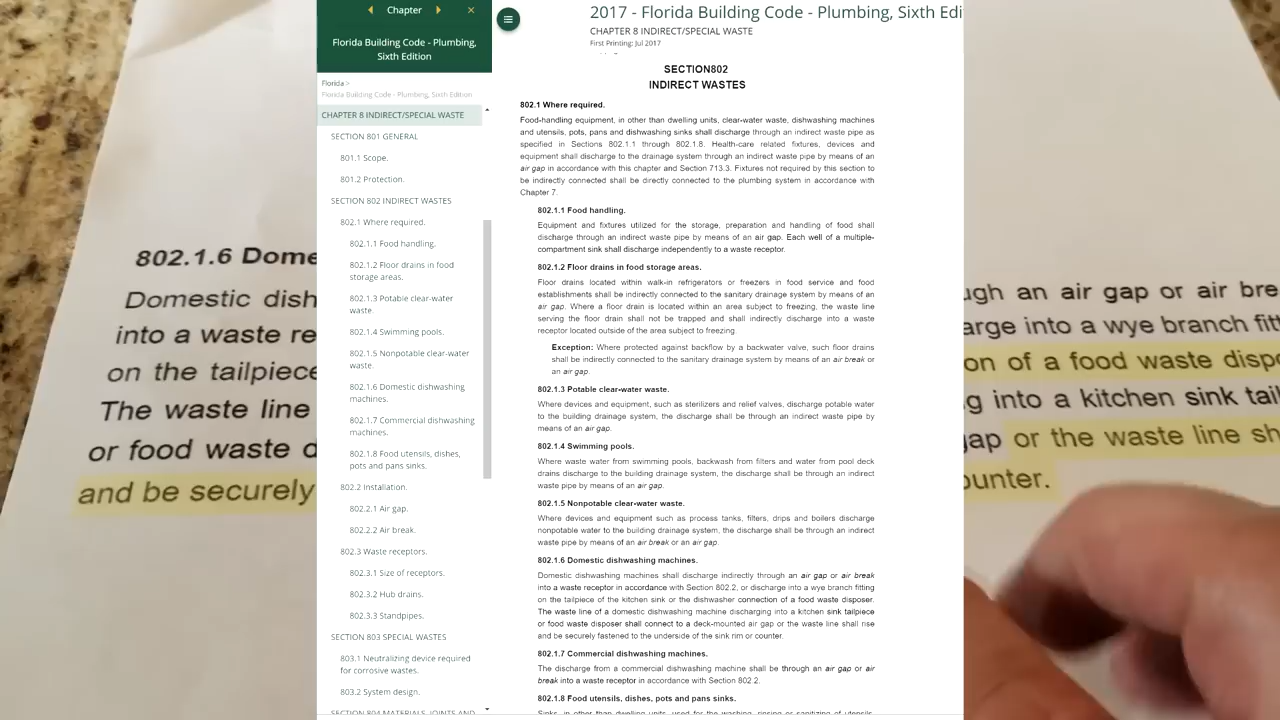 Chapter
Florida Building Code - Plumbing,
Sixth Edition
Florida >
Florida Building Code - Plumbing, Sixth Edition
CHAPTER 8 INDIRECT/SPECIAL WASTE
SECTION 801 GENERAL
801.1 Scope.
801.2 Protection.
SECTION 802 INDIRECT WASTES
802.1 Where required.
802.1.1 Food handling.
802.1.2 Floor drains in food
storage areas.
802.1.3 Potable clear-water
waste.
802.1.4 Swimming pools.
802.1.5 Nonpotable clear-water
waste.
802.1.6 Domestic dishwashing
machines.
802.1.7 Commercial dishwashing
machines.
802.1.8 Food utensils, dishes,
pots and pans sinks.
802.2 Installation.
802.2.1 Air gap.
802.2.2 Air break.
802.3 Waste receptors.
802.3.1 Size of receptors.
802.3.2 Hub drains.
802.3.3 Standpipes.
SECTION 803 SPECIAL WASTES
803.1 Neutralizing device required
for corrosive wastes.
803.2 System design.
SECTION 804 MATERIALS, JOINTS AND
2017 - Florida Building Code - Plumbing, Sixth Edi
CHAPTER 8 INDIRECT/SPECIAL WASTE
First Printing: Jul 2017
SECTION802
INDIRECT WASTES
802.1 Where required.
Food-handling equipment, in other than dwelling units, clear-water waste, dishwashing machines
and utensils, pots, pans and dishwashing sinks shall discharge through an indirect waste pipe as
specified in Sections 802.1.1 through 802.1.8. Health-care related fixtures, devices and
equipment shall discharge to the drainage system through an indirect waste pipe by means of an
air gap in accordance with this chapter and Section 713.3. Fixtures not required by this section to
be indirectly connected shall be directly connected to the plumbing system in accordance with
Chapter 7.
802.1.1 Food handling.
Equipment and fixtures utilized for the storage, preparation and handling of food shall
discharge through an indirect waste pipe by means of an air gap. Each well of a multiple-
compartment sink shall discharge independently to a waste receptor.
802.1.2 Floor drains in food storage areas.
Floor drains located within walk-in refrigerators or freezers in food service and food
establishments shall be indirectly connected to the sanitary drainage system by means of an
air gap. Where a floor drain is located within an area subject to freezing, the waste line
serving the floor drain shall not be trapped and shall indirectly discharge into a waste
receptor located outside of the area subject to freezing.
Exception: Where protected against backflow by a backwater valve, such floor drains
shall be indirectly connected to the sanitary drainage system by means of an air break or
an air gap.
802.1.3 Potable clear-water waste.
Where devices and equipment, such as sterilizers and relief valves, discharge potable water
to the building drainage system, the discharge shall be through an indirect waste pipe by
means of an air gap.
802.1.4 Swimming pools.
Where waste water from swimming pools, backwash from filters and water from pool deck
drains discharge to the building drainage system, the discharge shall be through an indirect
waste pipe by means of an air gap.
802.1.5 Nonpotable clear-water waste.
Where devices and equipment such as process tanks, filters, drips and boilers discharge
nonpotable water to the building drainage system, the discharge shall be through an indirect
waste pipe by means of an air break or an air gap.
802.1.6 Domestic dishwashing machines.
Domestic dishwashing machines shall discharge indirectly through an air gap or air break
into a waste receptor in accordance with Section 802.2, or discharge into a wye branch fitting
on the tailpiece of the kitchen sink or the dishwasher connection of a food waste disposer.
The waste line of a domestic dishwashing machine discharging into a kitchen sink tailpiece
or food waste disposer shall connect to a deck-mounted air gap or the waste line shall rise
and be securely fastened to the underside of the sink rim or counter.
802.1.7 Commercial dishwashing machines.
The discharge from a commercial dishwashing machine shall be through an air gap or air
break into a waste receptor in accordance with Section 802 2.
802.1.8 Food utensils, dishes, pots and pans sinks.
Sinks, in other than dwelling units, used for the washing, rinsing or sanitizing of utensils,
802.1.6 Dome
Domestic dish
into a waste re
on the tailpiece
The waste line
or food waste d
and be securely
ugh an air gap or air bre
arge into a wye branch fitt
on of a food waste dispo
g into a kitchen sink tail
gap or the waste line sh
ounter.